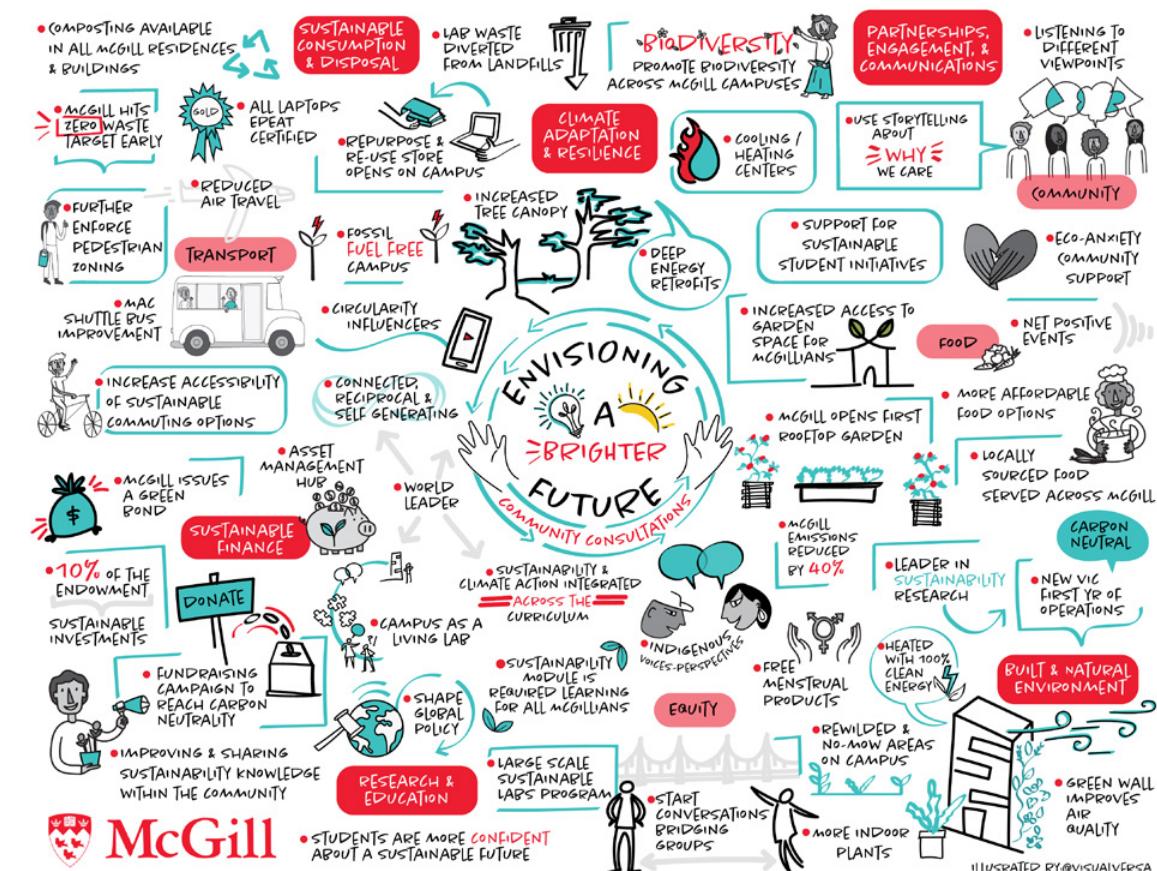 • COMPOSTING AVAILABLE
IN ALL MCGILL RESIDENCES
& BUILDINGS
SUSTAINABLE
CONSUMPTION
& DISPOSAL
• LAB WASTE
DIVERTED
FROM LANDFILLS
BIODIVERSITY
PROMOTE BIODIVERSITY
ACROSS MCGILL CAMPUSES
PARTNERSHIPS,
ENGAGEMENT, &
COMMUNICATIONS
• LISTENING TO
DIFFERENT
VIEWPOINTS
• MCGILL HITS
ZERO WASTE
TARGET EARLY
GOLD
• ALL LAPTOPS
EPEAT
CERTIFIED
• REPURPOSE &
RE-USE STORE
OPENS ON CAMPUS
CLIMATE
ADAPTATION
& RESILIENCE
• COOLING /
HEATING
CENTERS
• USE STORYTELLING
ABOUT
WHY
WE CARE
COMMUNITY
• FURTHER
ENFORCE
PEDESTRIAN
ZONING
• REDUCED
AIR TRAVEL
TRANSPORT
• FOSSIL
FUEL FREE
CAMPUS
• INCREASED
TREE CANOPY
• DEEP
ENERGY
RETROFITS
• SUPPORT FOR
SUSTAINABLE
STUDENT INITIATIVES
• ECO-ANXIETY
COMMUNITY
SUPPORT
• MAC
SHUTTLE BUS
IMPROVEMENT
• CIRCULARITY
INFLUENCERS
• INCREASED ACCESS TO
GARDEN
SPACE FOR
MCGILLIANS
FOOD
• NET POSITIVE
EVENTS
• INCREASE ACCESSIBILITY
OF SUSTAINABLE
COMMUTING OPTIONS
• CONNECTED,
RECIPROCAL &
SELF GENERATING
ENVISIONING
A
BRIGHTER
FUTURE
COMMUNITY CONSULTATIONS
• MCGILL OPENS FIRST
ROOFTOP GARDEN
• MORE AFFORDABLE
FOOD OPTIONS
• LOCALLY
SOURCED FOOD
SERVED ACROSS MCGILL
• MCGILL ISSUES
A GREEN
BOND
$
• ASSET
MANAGEMENT
HUB
• WORLD
LEADER
SUSTAINABLE
FINANCE
• MCGILL
EMISSIONS
REDUCED
BY 40%
CARBON
NEUTRAL
• LEADER IN
SUSTAINABILITY
RESEARCH
• NEW VIC
FIRST YR OF
OPERATIONS
• 10% OF THE
ENDOWMENT
SUSTAINABLE
INVESTMENTS
DONATE
• SUSTAINABILITY &
CLIMATE ACTION INTEGRATED
ACROSS THE
CURRICULUM
• CAMPUS AS A
LIVING LAB
• INDIGENOUS
VOICES-PERSPECTIVES
• FREE
MENSTRUAL
PRODUCTS
• HEATED
WITH 100%
CLEAN
ENERGY
BUILT & NATURAL
ENVIRONMENT
• FUNDRAISING
CAMPAIGN TO
REACH CARBON
NEUTRALITY
• SHAPE
GLOBAL
POLICY
• SUSTAINABILITY
MODULE IS
REQUIRED LEARNING
FOR ALL MCGILLIANS
EQUITY
• REWILDED &
NO-MOW AREAS
ON CAMPUS
• IMPROVING & SHARING
SUSTAINABILITY KNOWLEDGE
WITHIN THE COMMUNITY
RESEARCH &
EDUCATION
• LARGE SCALE
SUSTAINABLE
LABS PROGRAM
• START
CONVERSATIONS
BRIDGING
GROUPS
• MORE INDOOR
PLANTS
• GREEN WALL
IMPROVES
AIR
QUALITY
McGill
• STUDENTS ARE MORE CONFIDENT
ABOUT A SUSTAINABLE FUTURE
ILLUSTRATED BY @VISUALVERSA